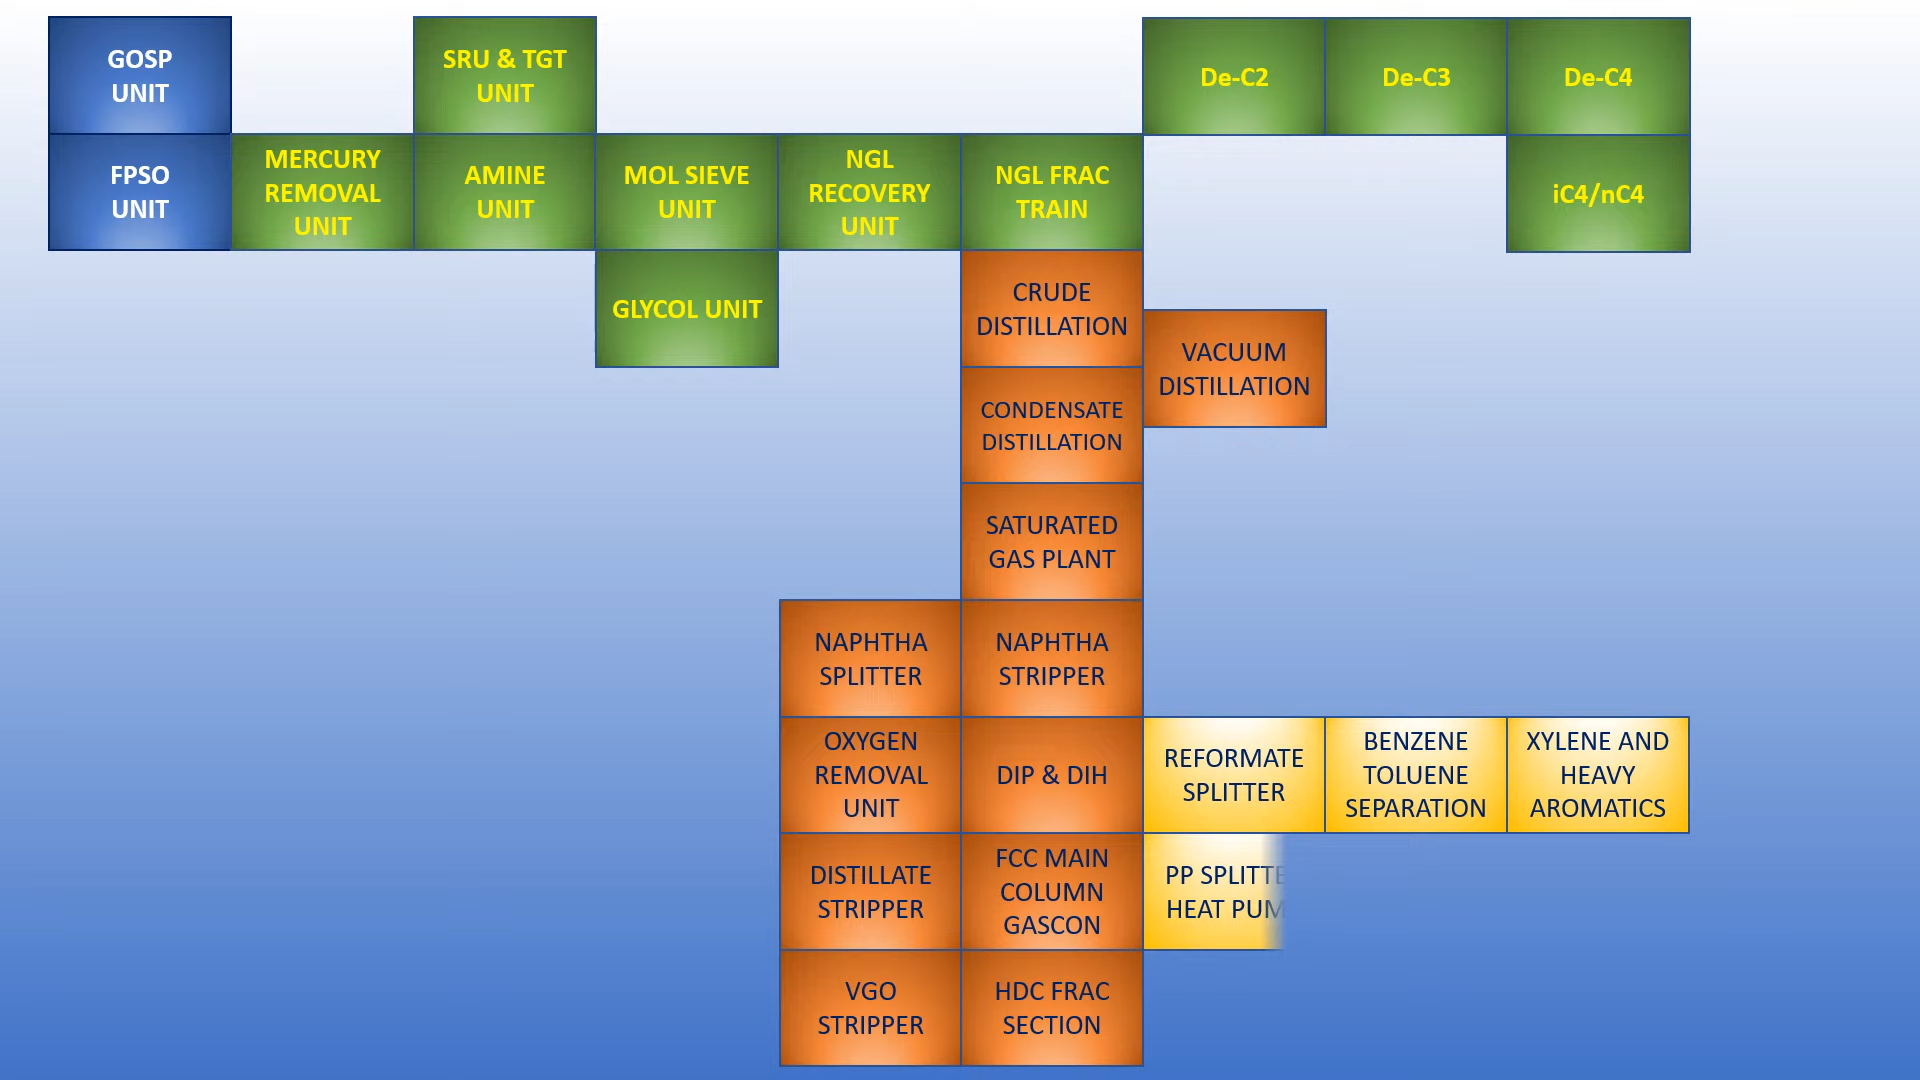 GOSP
UNIT
SRU & TGT
UNIT
De-C2
De-C3
De-C4
FPSO
UNIT
MERCURY
REMOVAL
UNIT
AMINE
UNIT
MOL SIEVE
UNIT
NGL
RECOVERY
UNIT
NGL FRAC
TRAIN
iC4/nC4
GLYCOL UNIT
CRUDE
DISTILLATION
VACUUM
DISTILLATION
CONDENSATE
DISTILLATION
SATURATED
GAS PLANT
NAPHTHA
SPLITTER
NAPHTHA
STRIPPER
OXYGEN
REMOVAL
UNIT
DIP & DIH
REFORMATE
SPLITTER
BENZENE
TOLUENE
SEPARATION
XYLENE AND
HEAVY
AROMATICS
DISTILLATE
STRIPPER
FCC MAIN
COLUMN
GASCON
PP SPLITTE
HEAT PUM
VGO
STRIPPER
HDC FRAC
SECTION